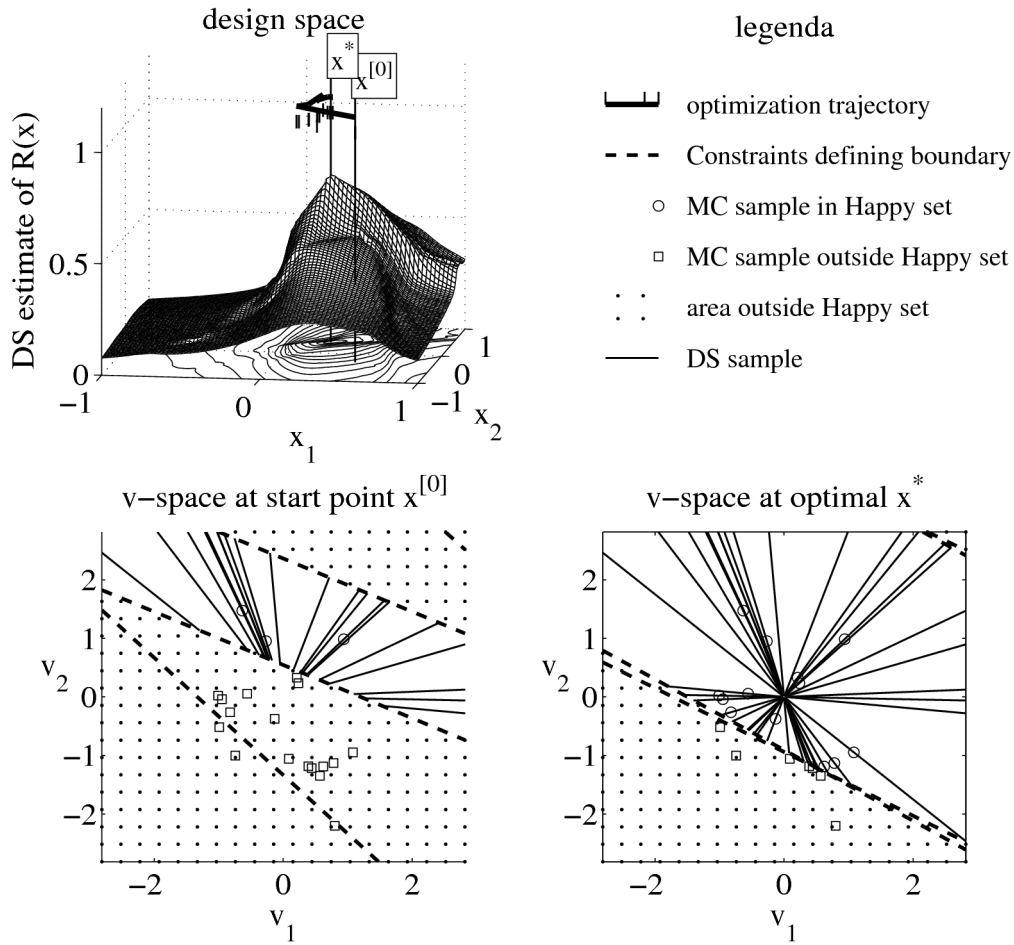 design space
x*
x[0]
DS estimate of R(x)
1
0.5
0
−1
0
1
x1
−1
0
1
x2
legenda
optimization trajectory
Constraints defining boundary
MC sample in Happy set
MC sample outside Happy set
area outside Happy set
DS sample
v−space at start point x[0]
2
1
0
−1
−2
v2
−2
0
2
v1
v−space at optimal x*
2
1
0
−1
−2
v2
−2
0
2
v1